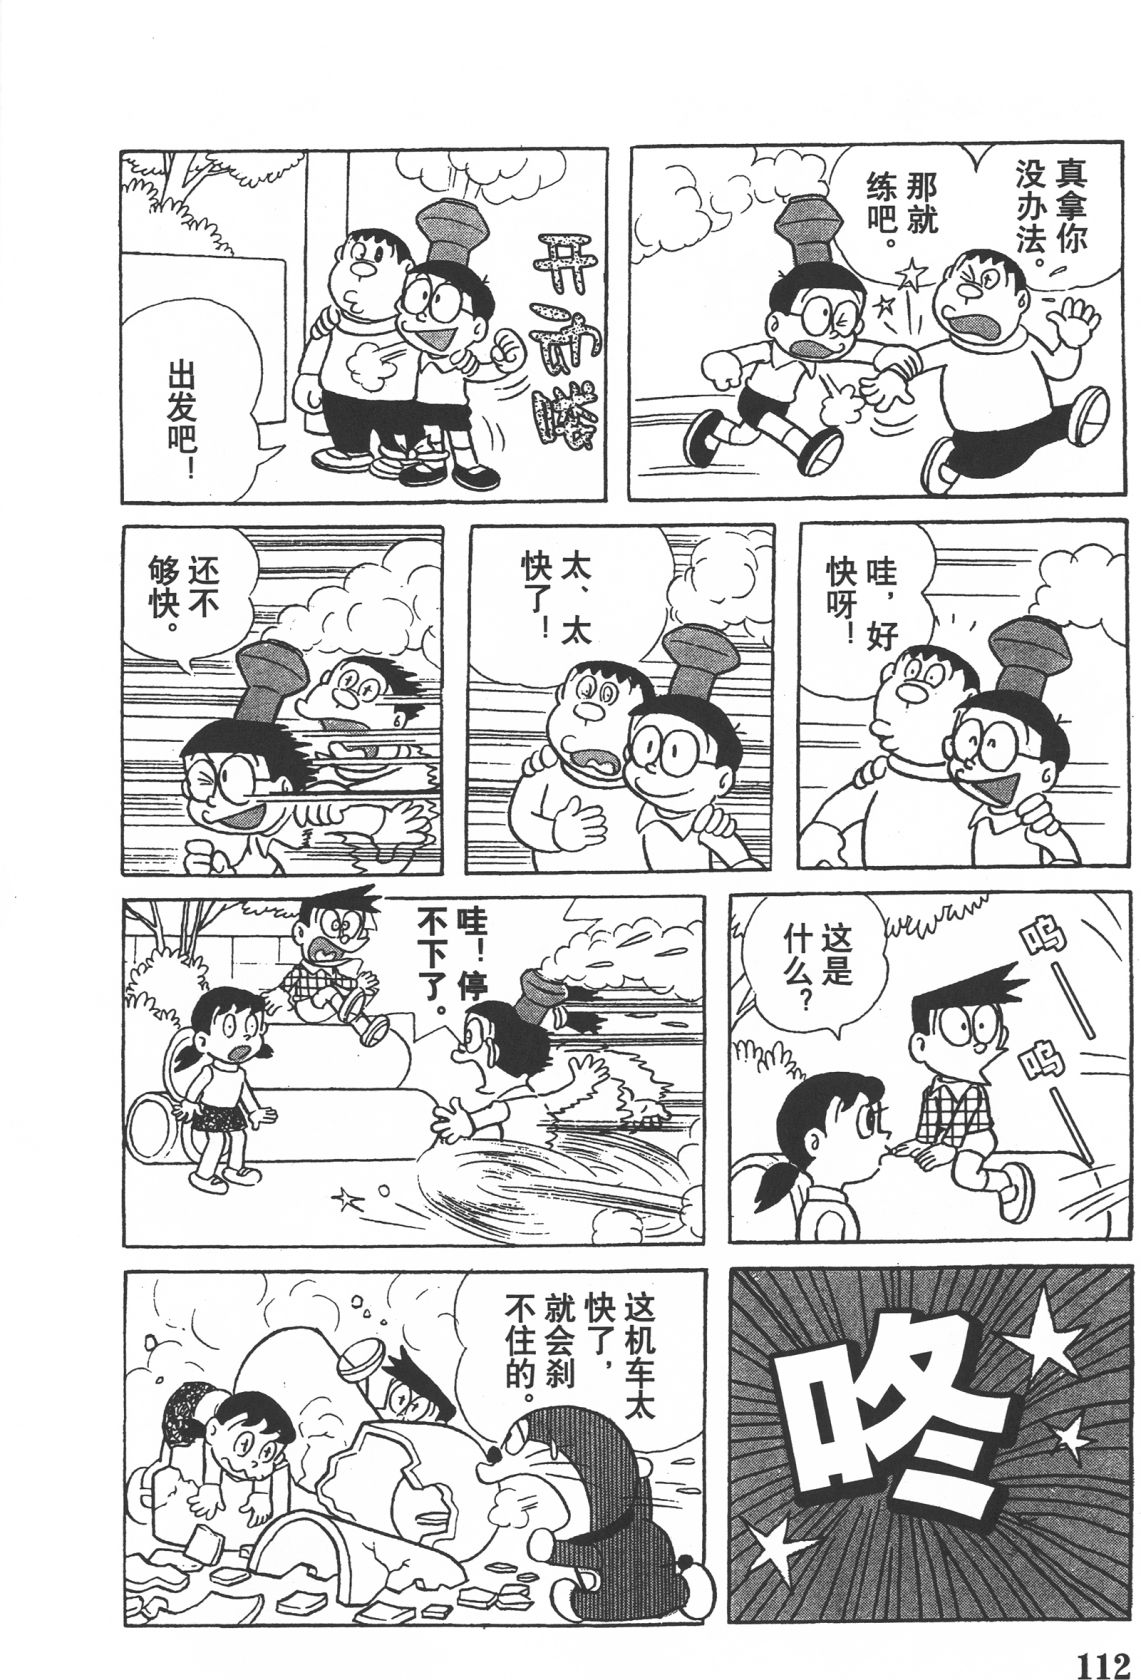 真拿你
没办法。
那就
练吧。
开动喽
出发吧！
哇，好
快呀！
太、太
快了！
还不
够快。
呜
呜
这是
什么？
哇！停
不下了。
咚
这机车太
快了，
就会刹
不住的。
112